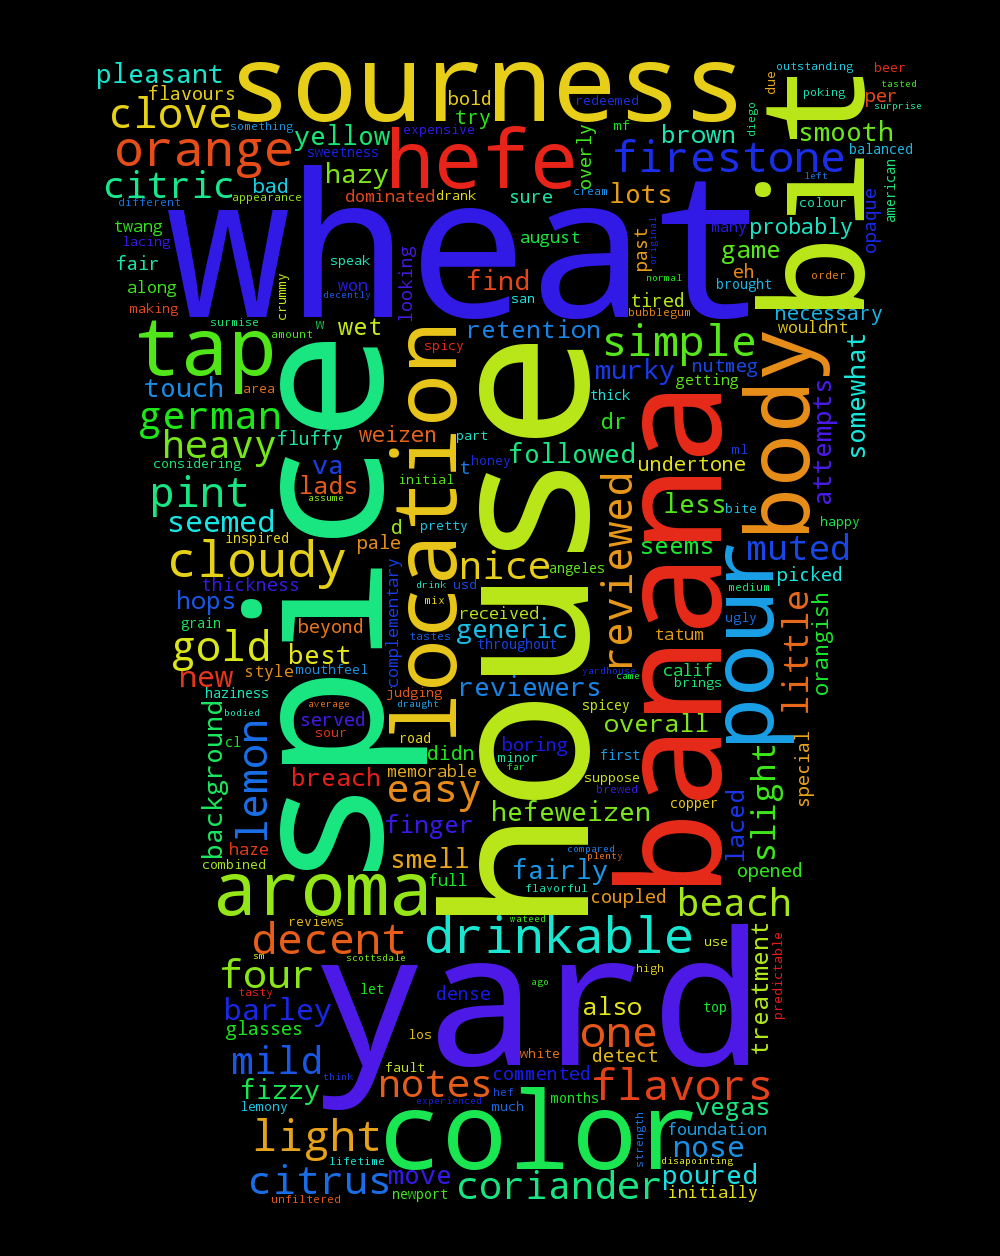 outstanding beer
pleasant sourness due tasted
flavours bold poking per
clove redeemed surprise
try diego
something yellow expensive mf brown smooth
orange hefe overly firestone balanced
sweetness
hazy left
citric bad dominated drank sure cream lots american
different appearance colour
twang wheat many probably opaque
lacing august past original bit
fair speak game
along won looking find normal eh order
decently san tired brought
making crummy bubblegum necessary
surmise w wet retention wouldnt
tap amount simple
spicy murky nutmeg somewhat
touch area thick getting body
german location dr attempts
heavy fluffy weizen part followed
considering va t honey undertone ml
pint lads initial banana
assume reviewed less bite
seemed d pretty happy
inspired pale seems muted
cloudy nice angeles
thickness complementary drink usd medium picked
hops mix received pour
grain beyond generic ugly little orangish
gold best tastes throughout tatum
new style mouthfeel yardhouse calif
came brings
haziness average judging reviewers
bodied served draught spicey
sour road overall
background cl lemon didn boring first
spice minor far special
breach memorable suppose
easy house brewed
copper slight
finger hefeweizen laced
haze smell compared
combined fairly plenty
aroma full flavorful opened
coupled beach
reviews wateed
decent drinkable use treatment
sm scottsdale predictable
four yard high
tasty let dense ago
barley also top
glasses los one
mild white detect
think fault commented
fizzy notes flavors
lemony experienced hef much months vegas
color strength foundation
light nose
lifetime disapointing
citrus move coriander poured
unfiltered newport initially